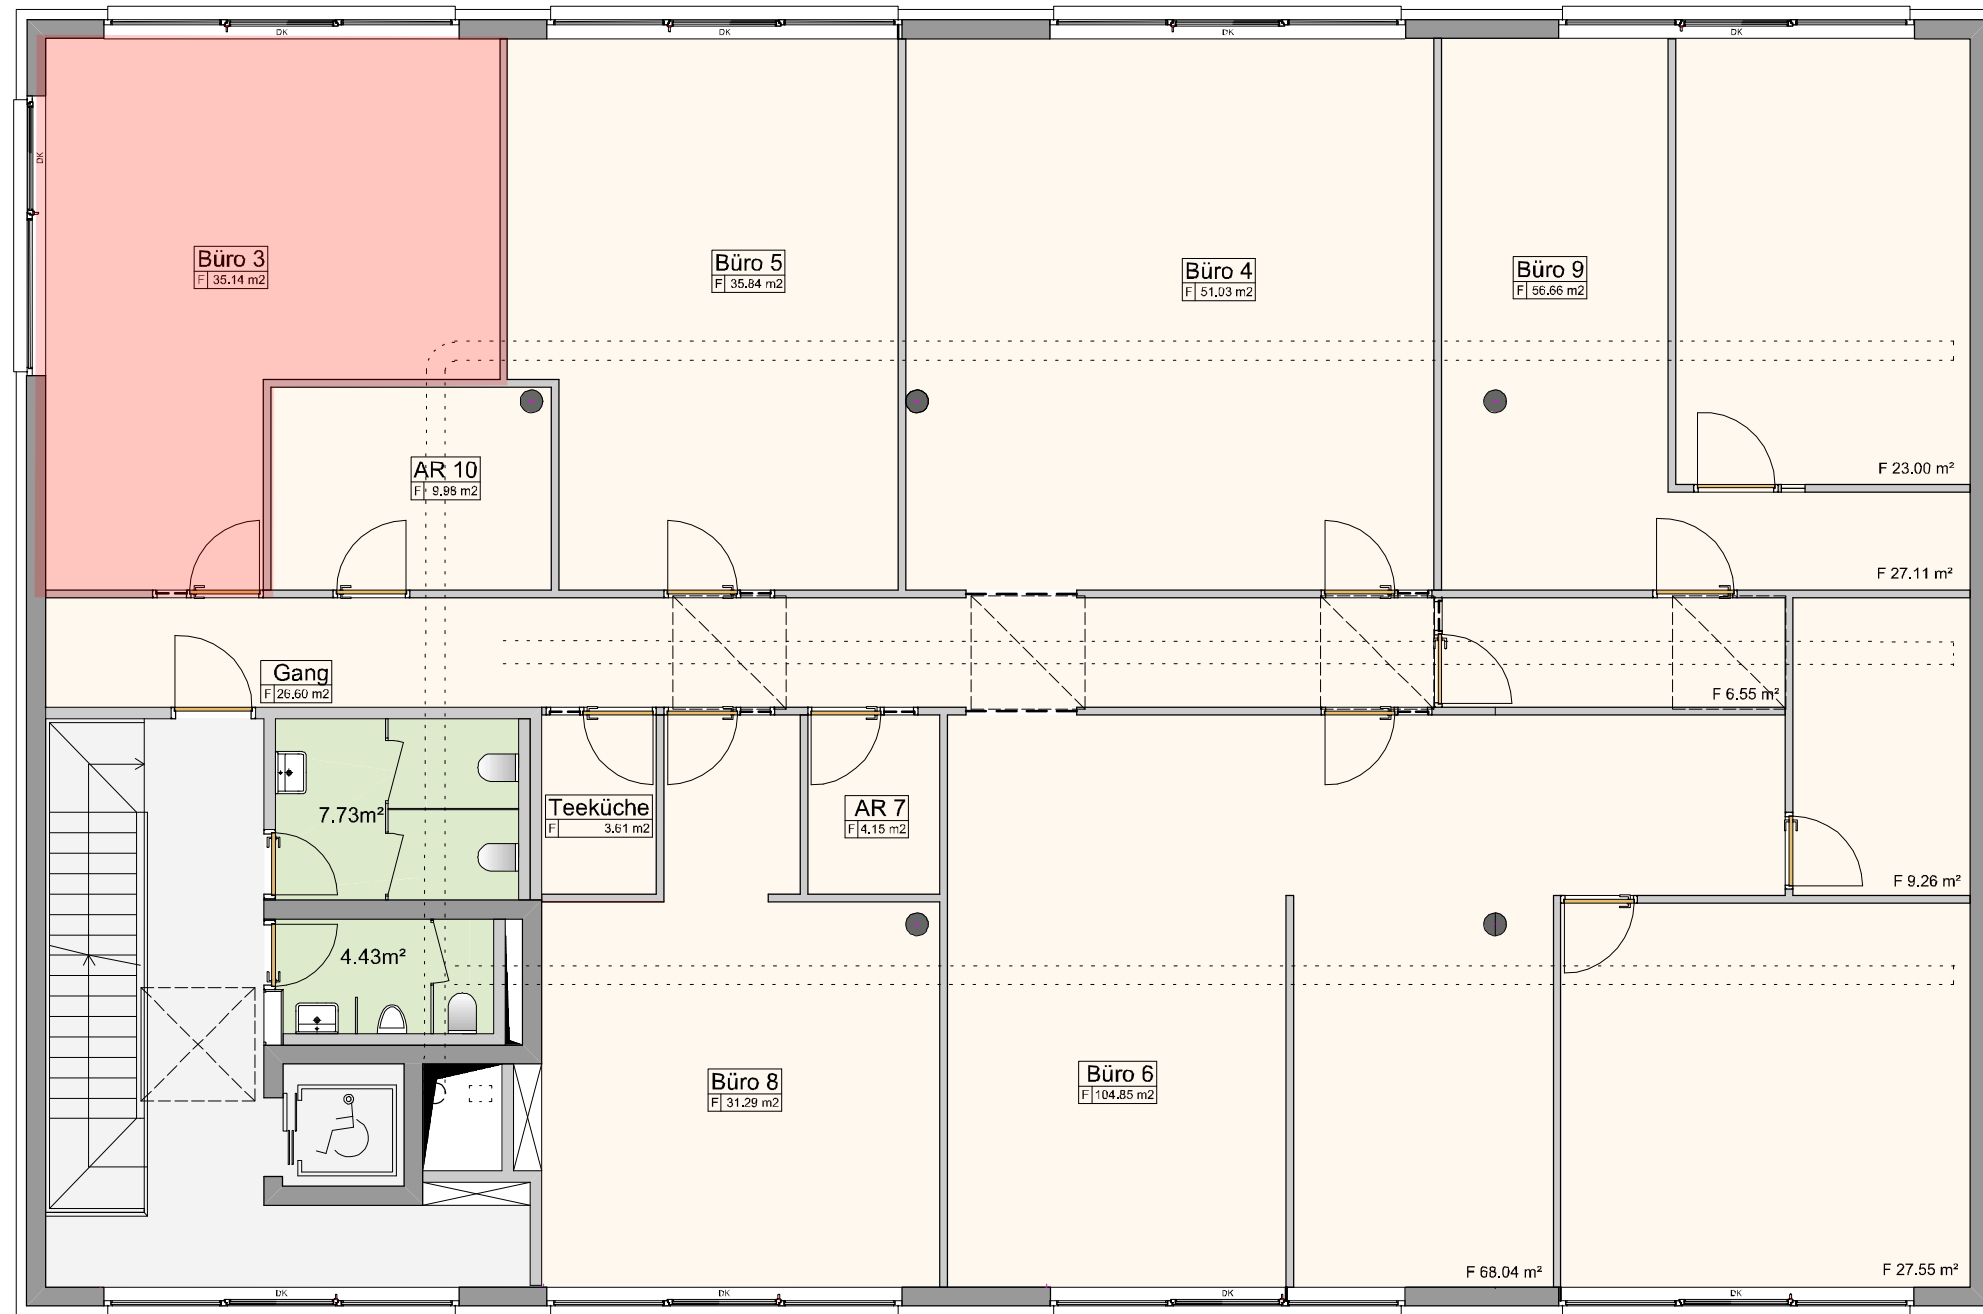 DK
DK
DK
DK
DK
Büro 3
F 35.14 m2
Büro 5
F 35.84 m2
Büro 4
F 51.03 m2
Büro 9
F 56.66 m2
AR 10
F 9.98 m2
F 23.00 m²
F 27.11 m²
Gang
F 26.60 m2
F 6.55 m²
7.73m²
Teeküche
F 3.61 m2
AR 7
F 4.15 m2
F 9.26 m²
4.43m²
Büro 8
F 31.29 m2
Büro 6
F 104.85 m2
F 68.04 m²
F 27.55 m²
DK
DK
DK
DK